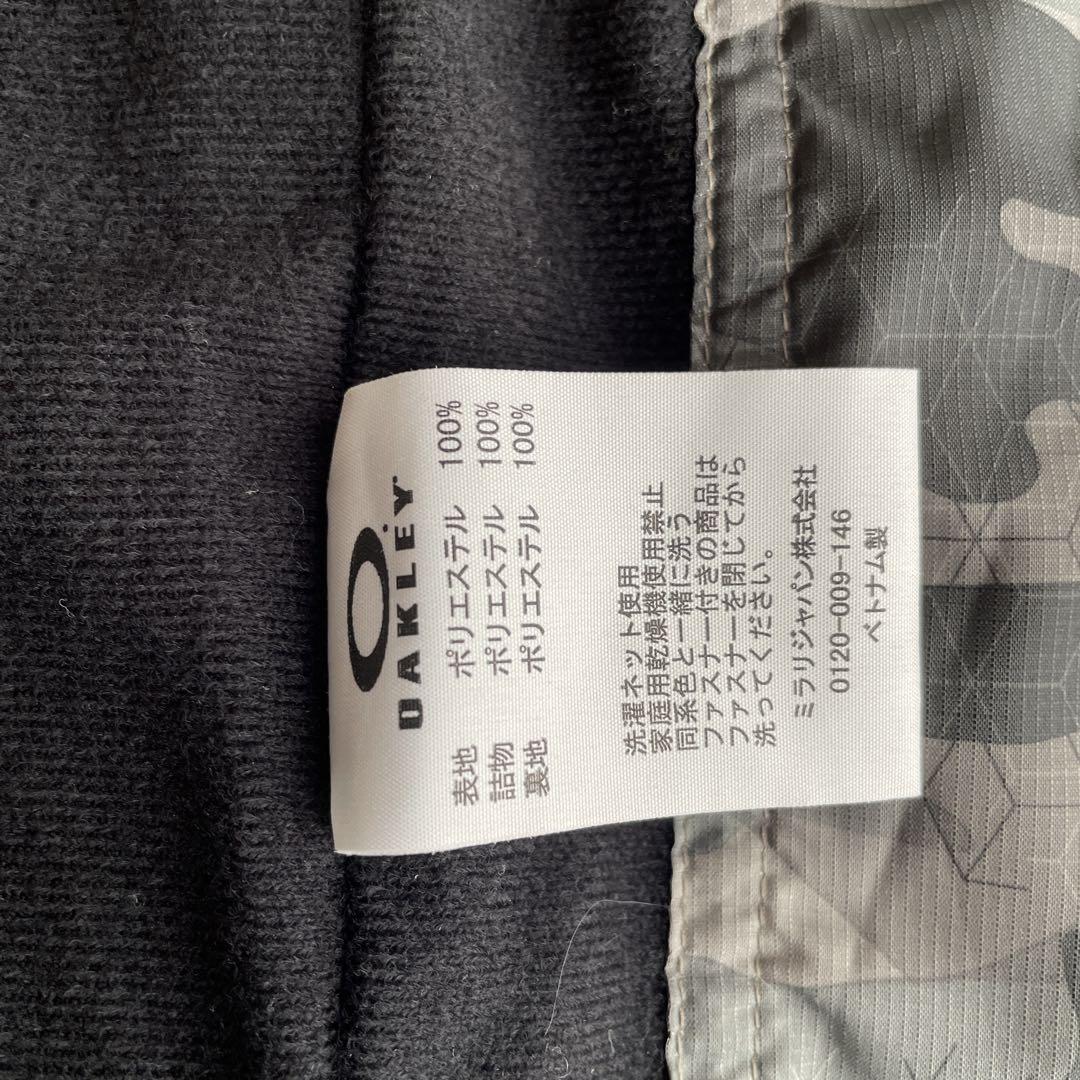 OAKLEY
表地 ポリエステル 100%
詰物 ポリエステル 100%
裏地 ポリエステル 100%
洗濯ネット使用
家庭用乾燥機使用禁止
同系色と一緒に洗う
ファスナー付きの商品は
ファスナーを閉じてから
洗ってください。
ミラリジャパン株式会社
0120-009-146
ベトナム製